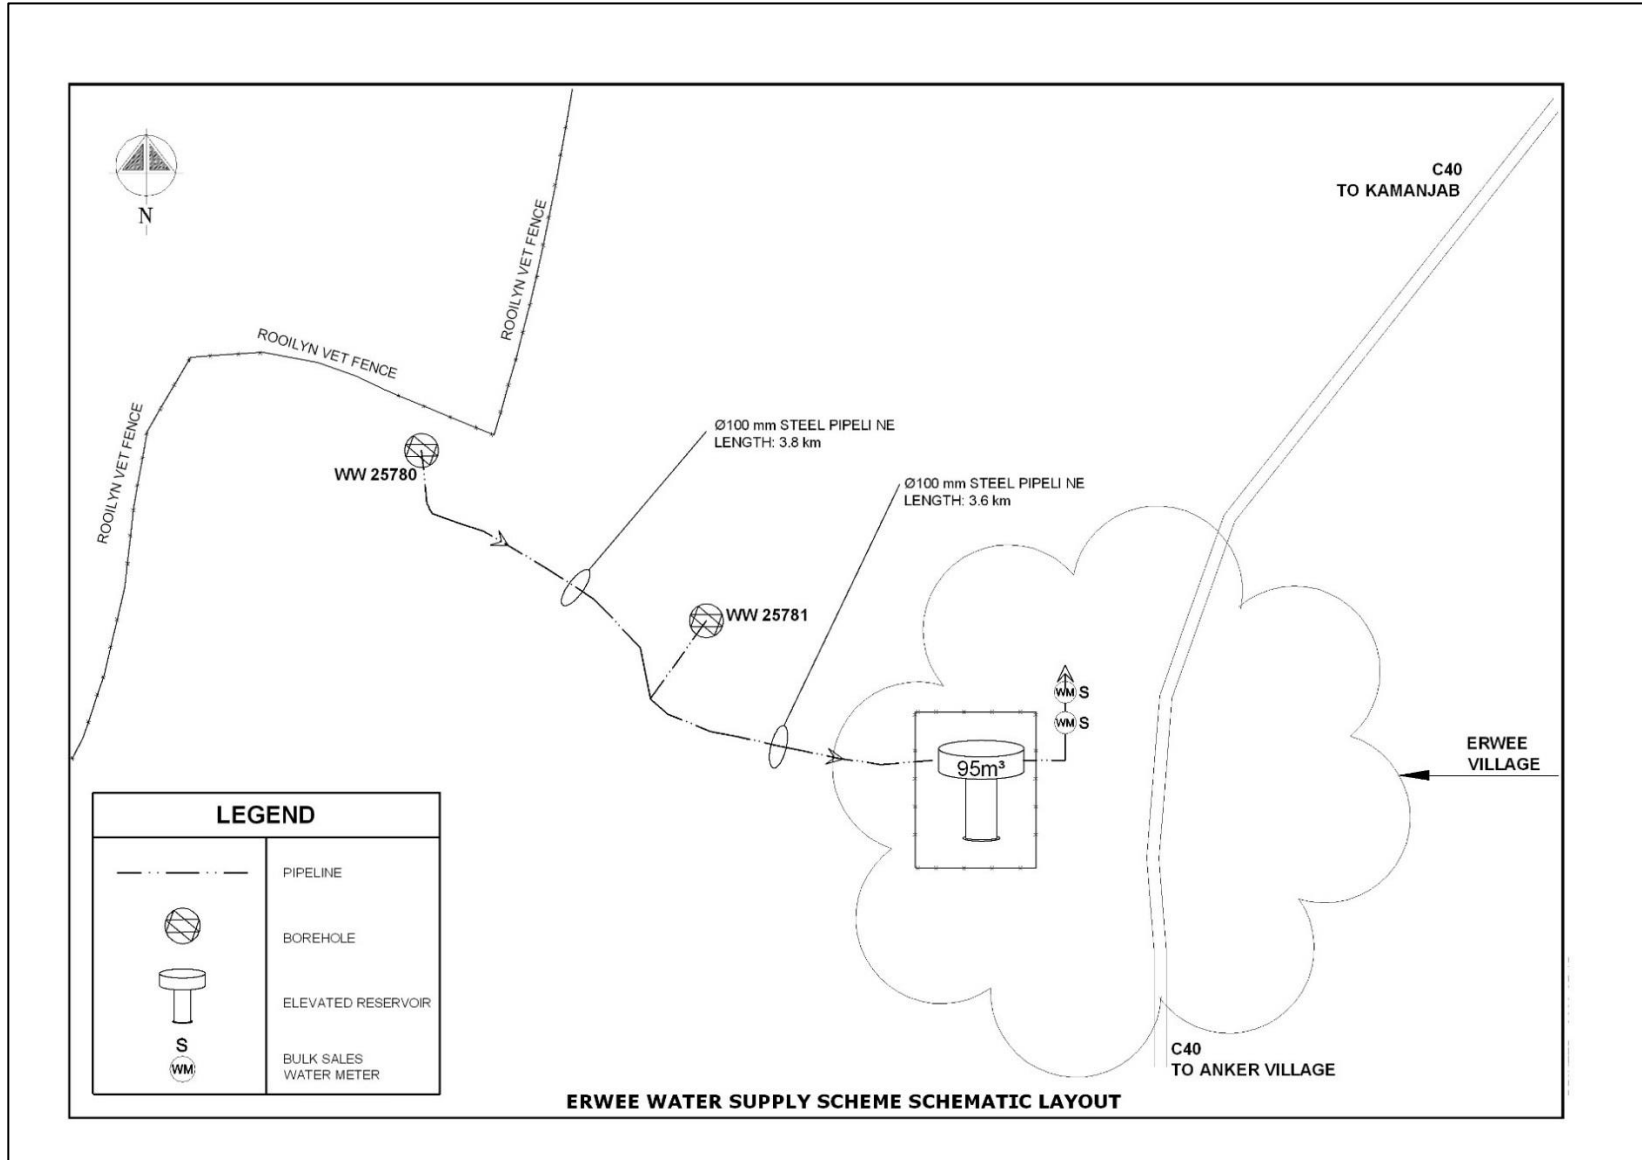 N
C40
TO KAMANJAB
ROOILYN VET FENCE
ROOILYN VET FENCE
ROOILYN VET FENCE
Ø100 mm STEEL PIPELI NE
LENGTH: 3.8 km
WW 25780
Ø100 mm STEEL PIPELI NE
LENGTH: 3.6 km
WW 25781
WM S
WM S
95m³
ERWEE
VILLAGE
LEGEND
PIPELINE
BOREHOLE
ELEVATED RESERVOIR
S
WM
BULK SALES
WATER METER
C40
TO ANKER VILLAGE
ERWEE WATER SUPPLY SCHEME SCHEMATIC LAYOUT